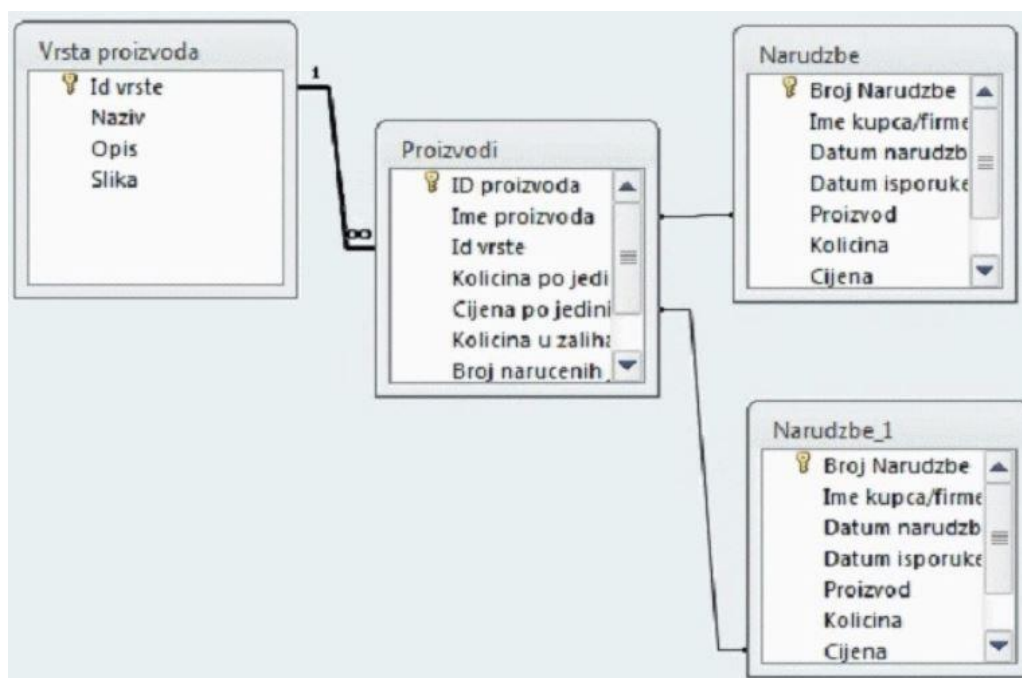 Vrsta proizvoda
Id vrste
Naziv
Opis
Slika
1
∞
Proizvodi
ID proizvoda
Ime proizvoda
Id vrste
Kolicina po jedi
Cijena po jedini
Kolicina u zaliha
Broj narucenih
Narudzbe
Broj Narudzbe
Ime kupca/firme
Datum narudzb
Datum isporuke
Proizvod
Kolicina
Cijena
Narudzbe_1
Broj Narudzbe
Ime kupca/firme
Datum narudzb
Datum isporuke
Proizvod
Kolicina
Cijena